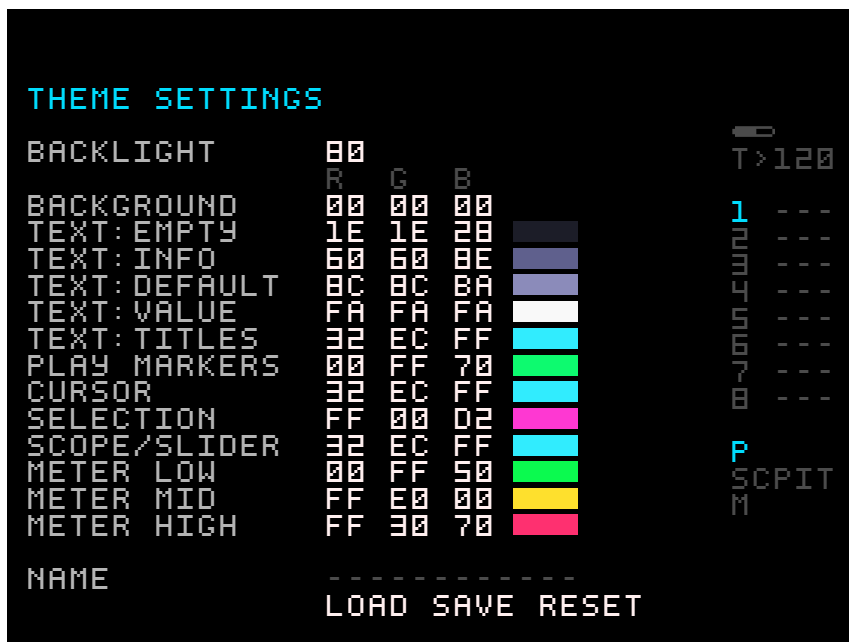 THEME SETTINGS
BACKLIGHT 80
R G B
BACKGROUND 00 00 00
TEXT:EMPTY 1E 1E 28
TEXT:INFO 60 60 8E
TEXT:DEFAULT 8C 8C BA
TEXT:VALUE FA FA FA
TEXT:TITLES 32 EC FF
PLAY MARKERS 00 FF 70
CURSOR 32 EC FF
SELECTION FF 00 D2
SCOPE/SLIDER 32 EC FF
METER LOW 00 FF 50
METER MID FF E0 00
METER HIGH FF 30 70
NAME ------------
LOAD SAVE RESET
T>120
1 ---
2 ---
3 ---
4 ---
5 ---
6 ---
7 ---
8 ---
P
SCPIT
M